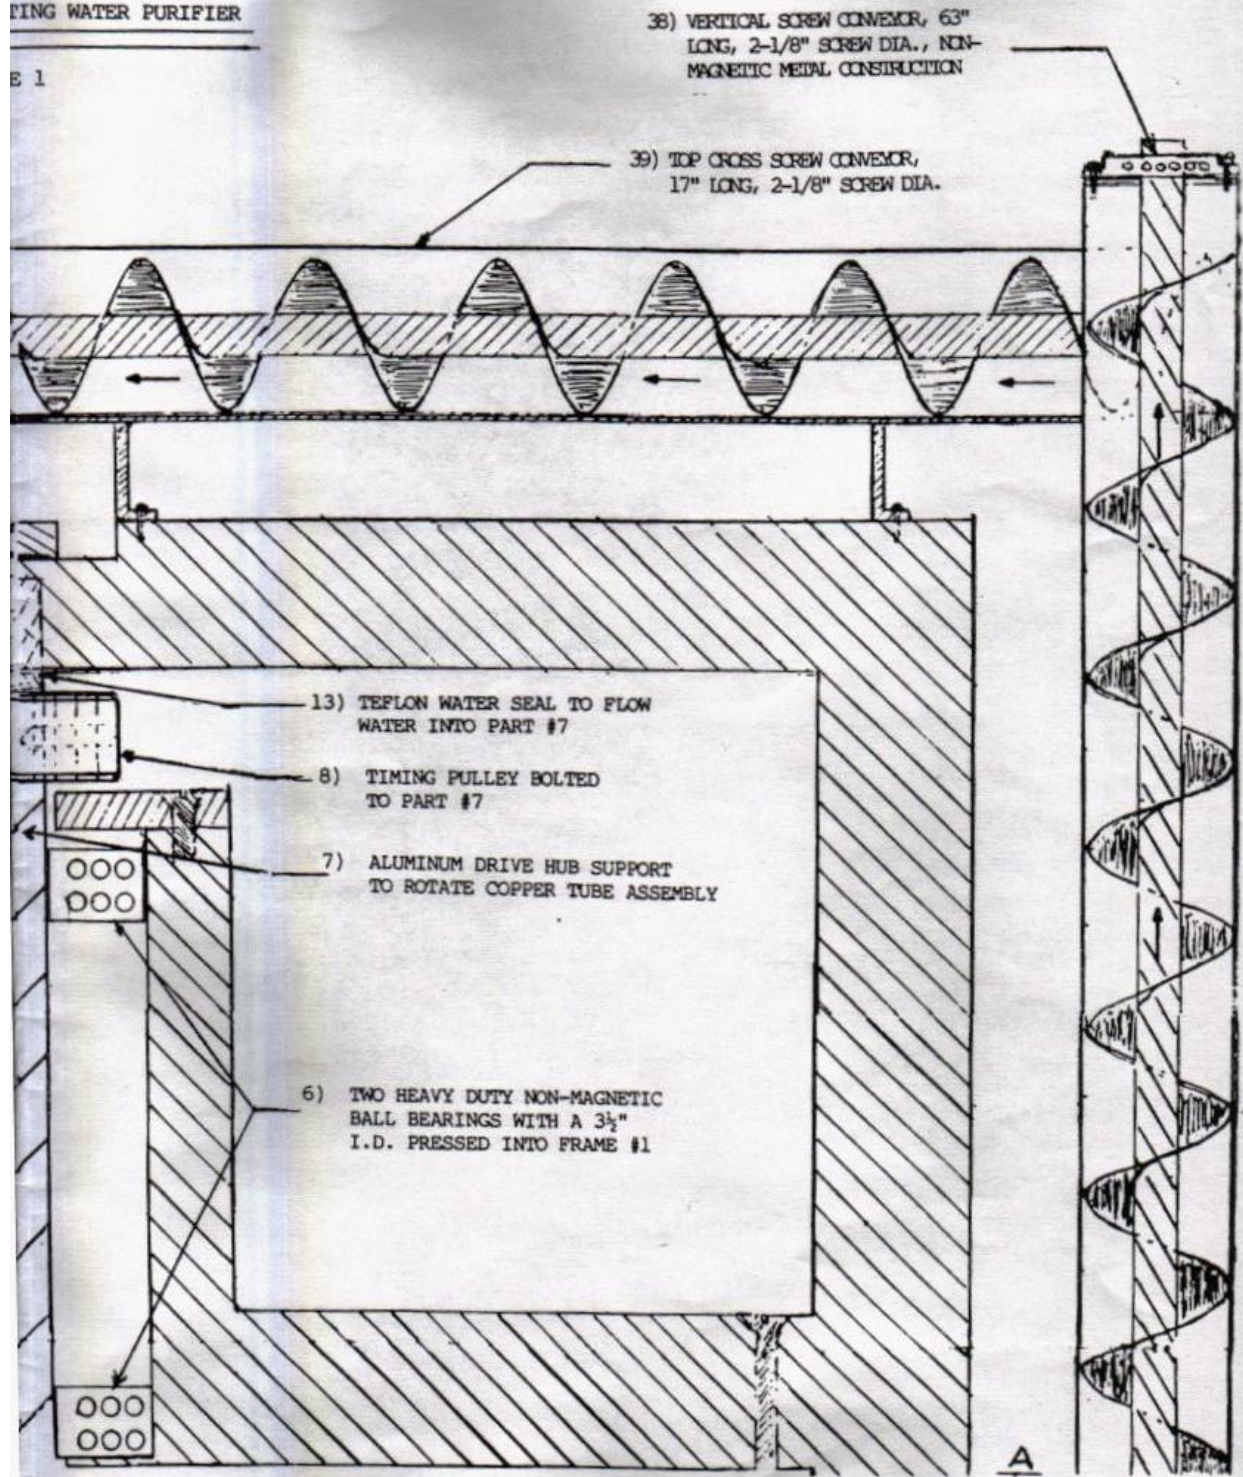 TING WATER PURIFIER
E 1
38) VERTICAL SCREW CONVEYOR, 63"
LONG, 2-1/8" SCREW DIA., NON-
MAGNETIC METAL CONSTRUCTION
39) TOP CROSS SCREW CONVEYOR,
17" LONG, 2-1/8" SCREW DIA.
13) TEFLON WATER SEAL TO FLOW
WATER INTO PART #7
8) TIMING PULLEY BOLTED
TO PART #7
7) ALUMINUM DRIVE HUB SUPPORT
TO ROTATE COPPER TUBE ASSEMBLY
6) TWO HEAVY DUTY NON-MAGNETIC
BALL BEARINGS WITH A 3½"
I.D. PRESSED INTO FRAME #1
A